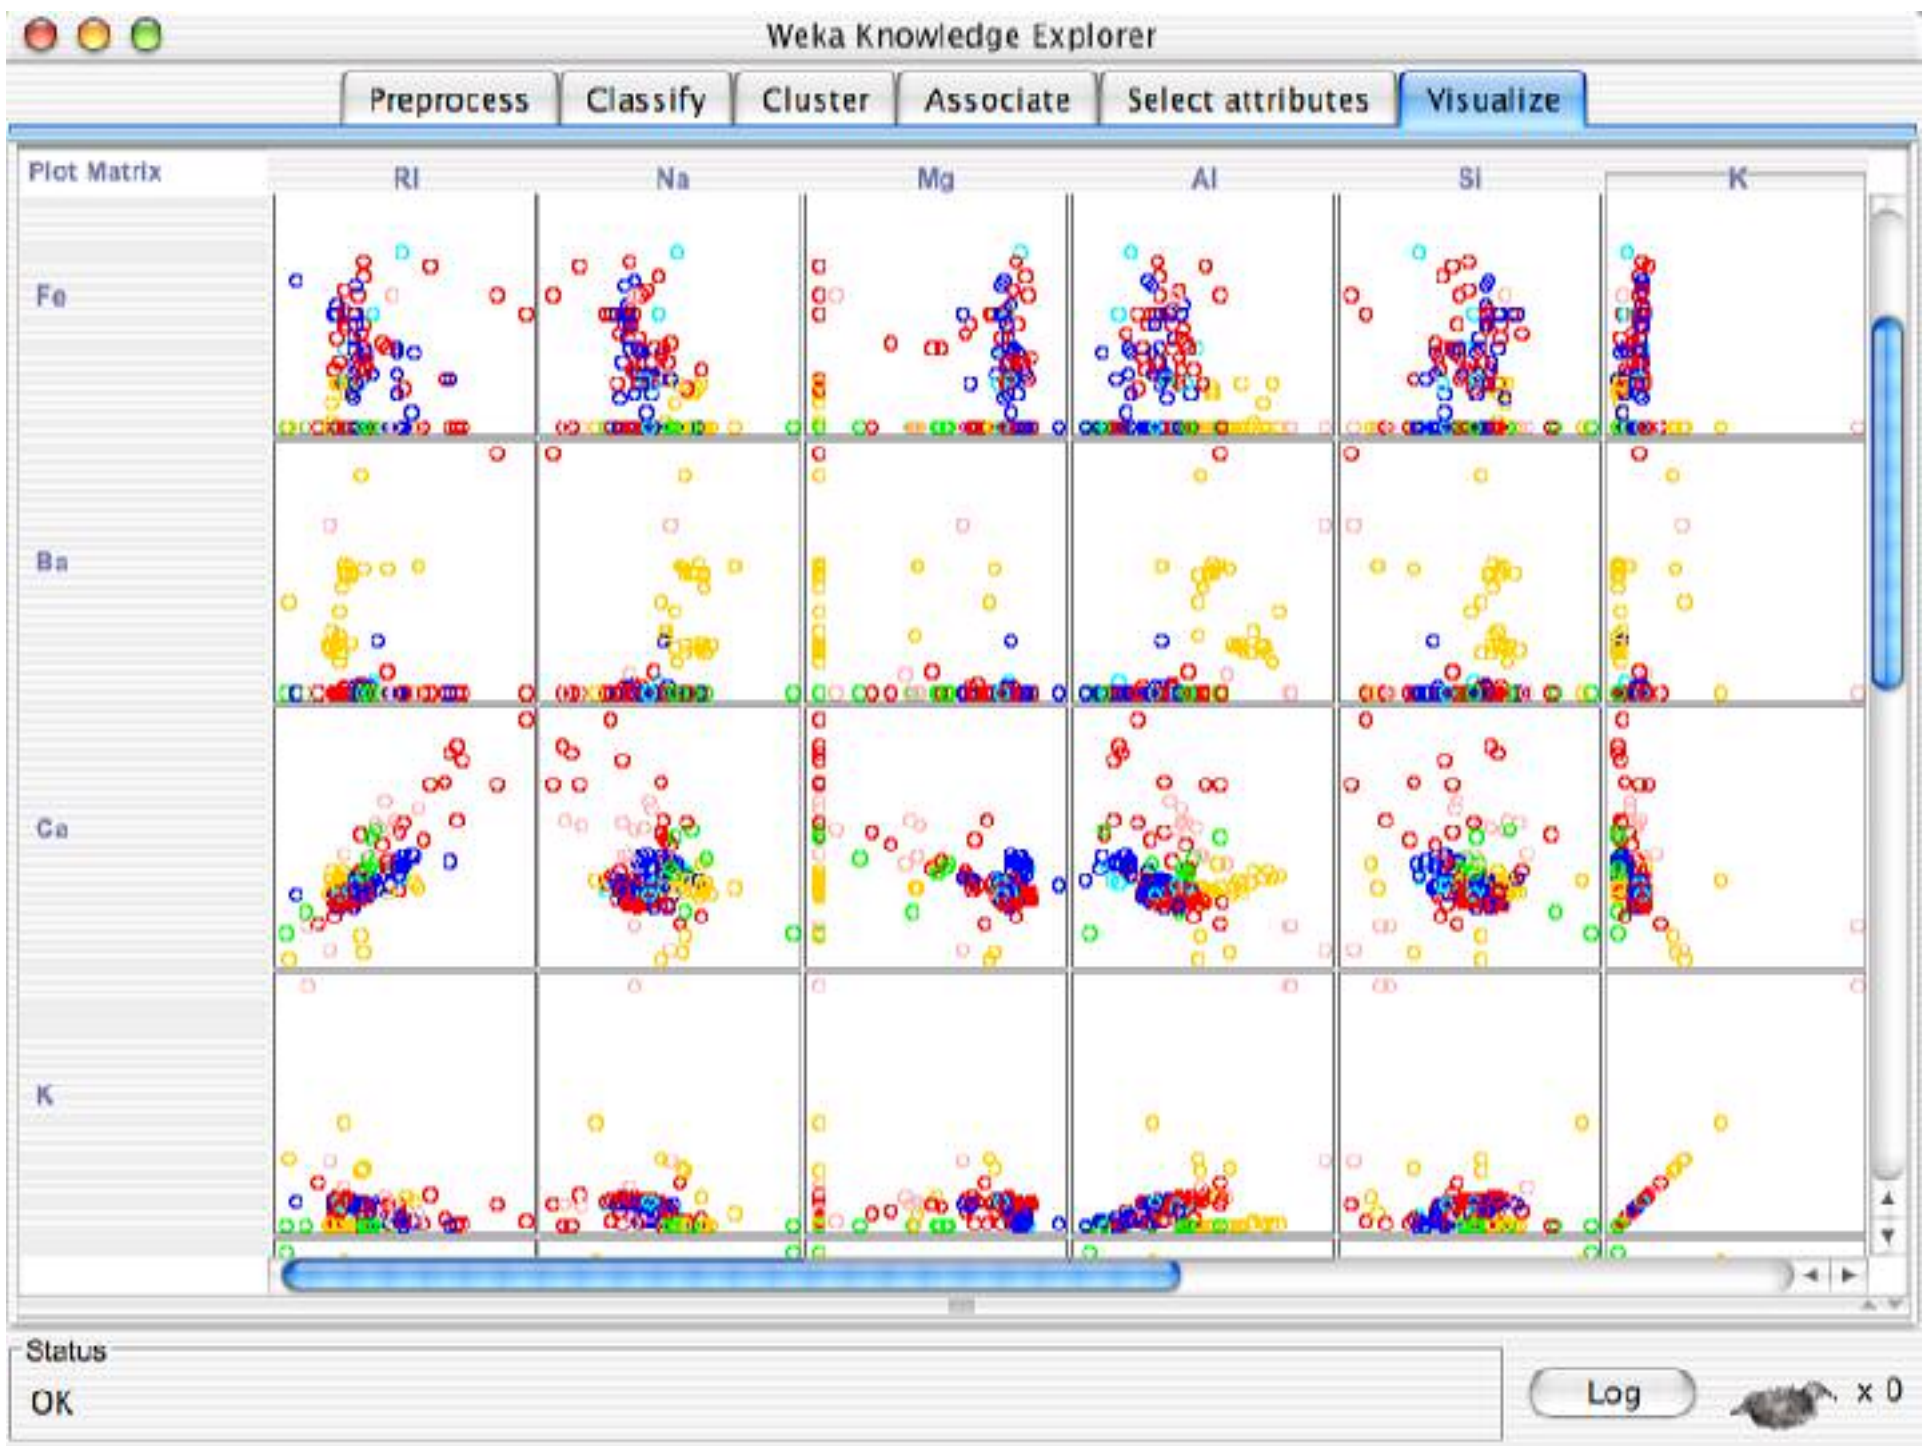 Weka Knowledge Explorer
Preprocess Classify Cluster Associate Select attributes Visualize
Plot Matrix RI Na Mg Al Si K
Fe
Ba
Ca
K
Status
OK
Log x 0